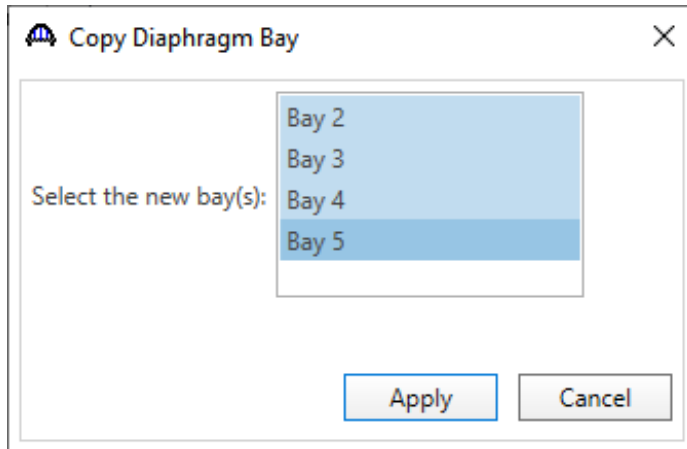 Copy Diaphragm Bay
Bay 2
Bay 3
Select the new bay(s):
Bay 4
Bay 5
Apply
Cancel